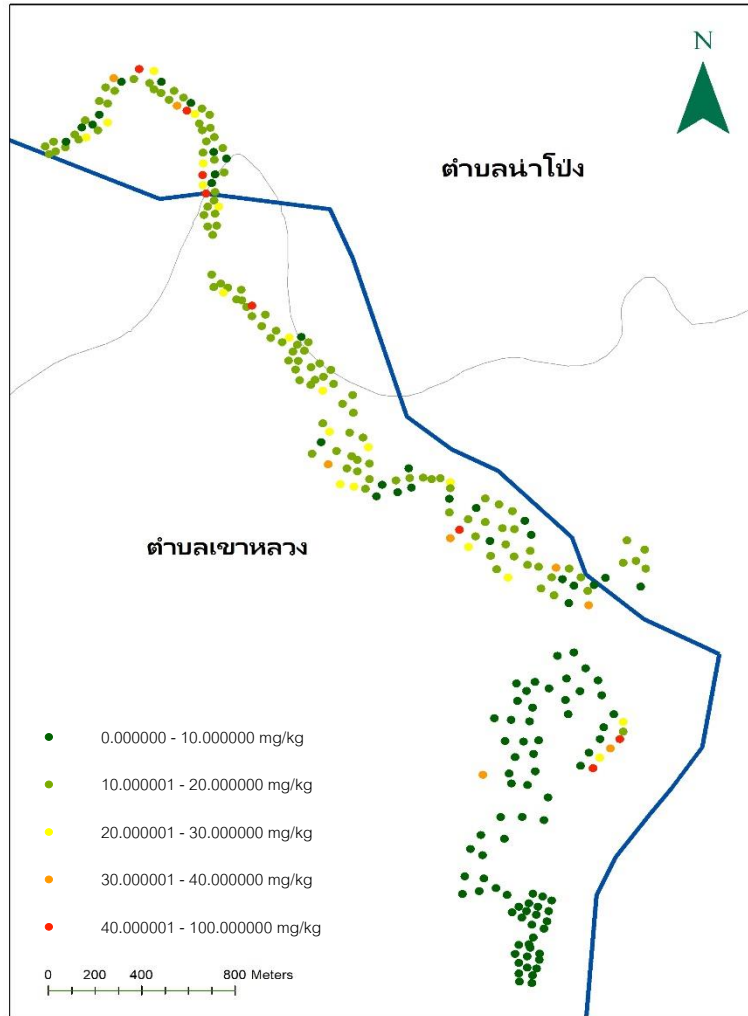 N
ตำบลน่าโป่ง
ตำบลเขาหลวง
0.000000 - 10.000000 mg/kg
10.000001 - 20.000000 mg/kg
20.000001 - 30.000000 mg/kg
30.000001 - 40.000000 mg/kg
40.000001 - 100.000000 mg/kg
0 200 400 800 Meters